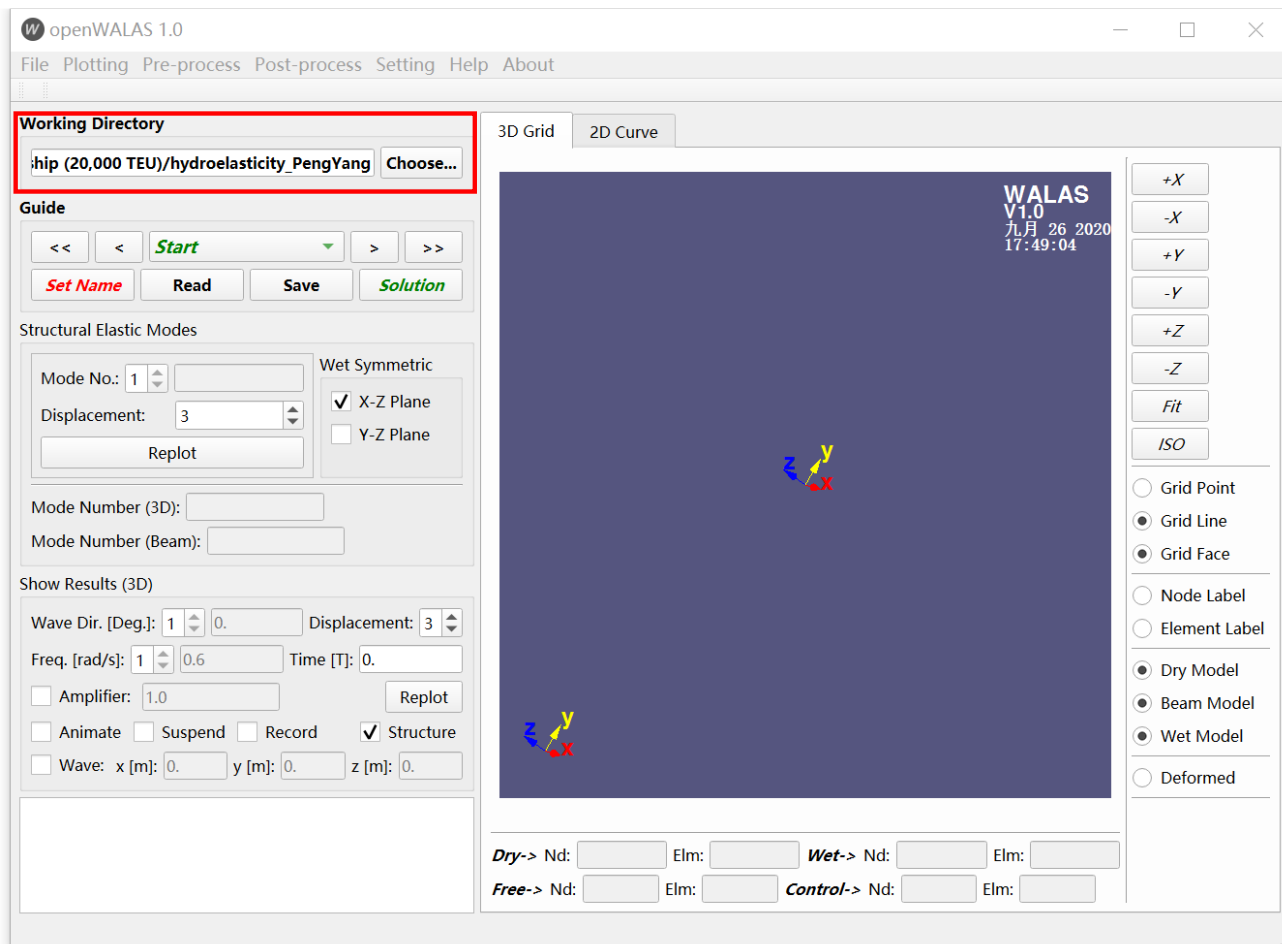 openWALAS 1.0
File Plotting Pre-process Post-process Setting Help About
Working Directory
ship (20,000 TEU)/hydroelasticity_PengYang Choose...
Guide
<< < Start > >>
Set Name Read Save Solution
Structural Elastic Modes
Mode No.: 1
Displacement: 3
Replot
Wet Symmetric
X-Z Plane
Y-Z Plane
Mode Number (3D):
Mode Number (Beam):
Show Results (3D)
Wave Dir. [Deg.]: 1 0. Displacement: 3
Freq. [rad/s]: 1 0.6 Time [T]: 0.
Amplifier: 1.0 Replot
Animate Suspend Record Structure
Wave: x [m]: 0. y [m]: 0. z [m]: 0.
3D Grid 2D Curve
WALAS
V1.0
九月 26 2020
17:49:04
z y x
z y x
+X
-X
+Y
-Y
+Z
-Z
Fit
ISO
Grid Point
Grid Line
Grid Face
Node Label
Element Label
Dry Model
Beam Model
Wet Model
Deformed
Dry-> Nd: Elm: Wet-> Nd: Elm:
Free-> Nd: Elm: Control-> Nd: Elm: